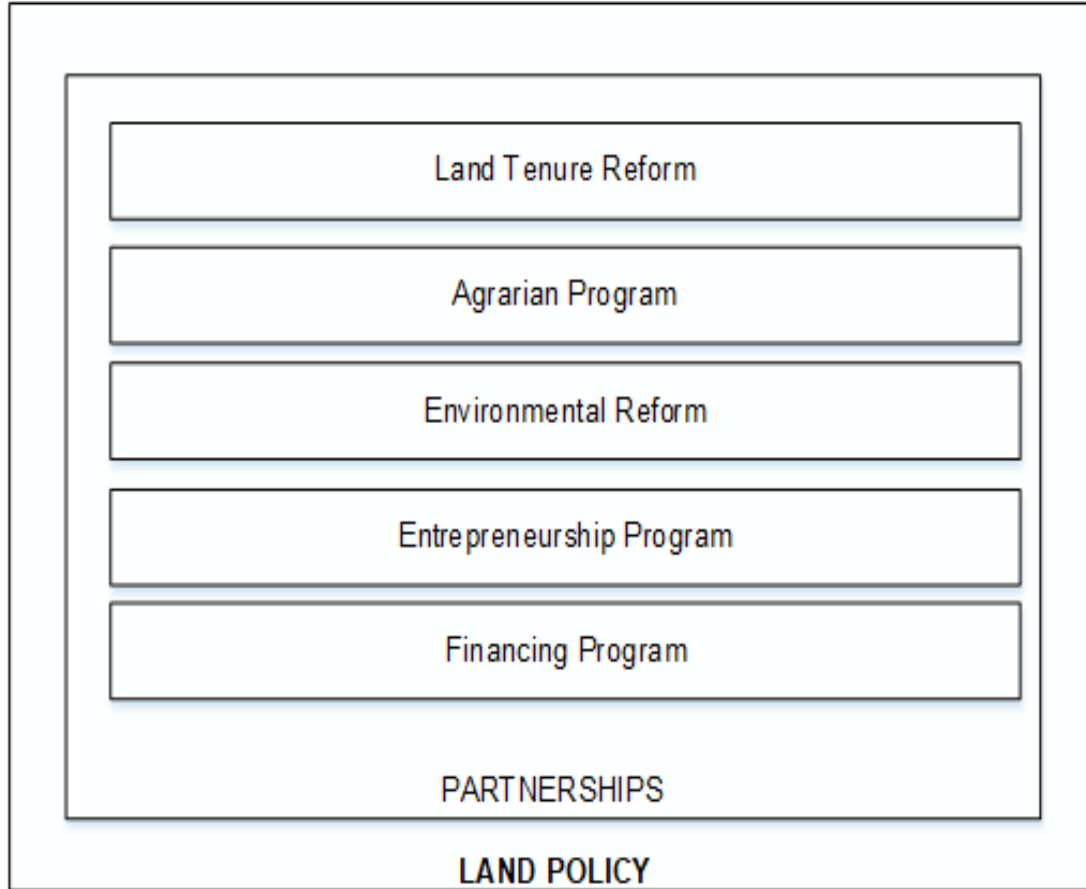 Land Tenure Reform
Agrarian Program
Environmental Reform
Entrepreneurship Program
Financing Program
PARTNERSHIPS
LAND POLICY